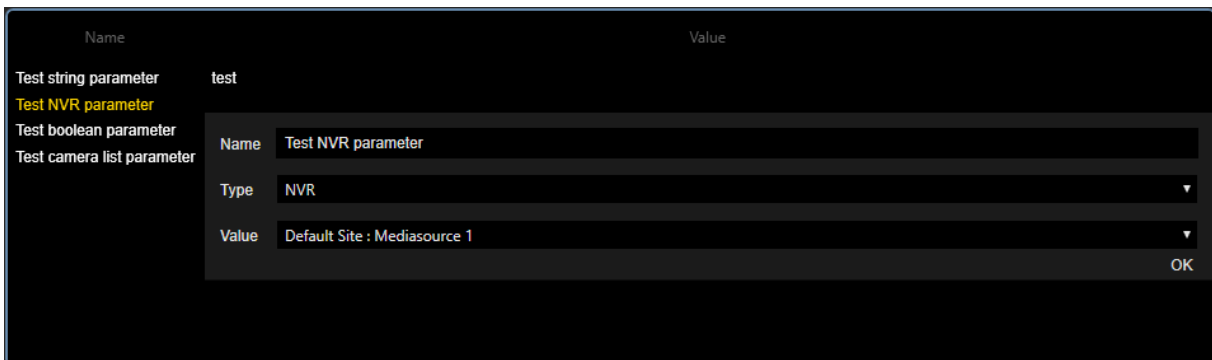 Name Value
Test string parameter test
Test NVR parameter
Test boolean parameter
Test camera list parameter
Name Test NVR parameter
Type NVR
Value Default Site : Mediasource 1
OK